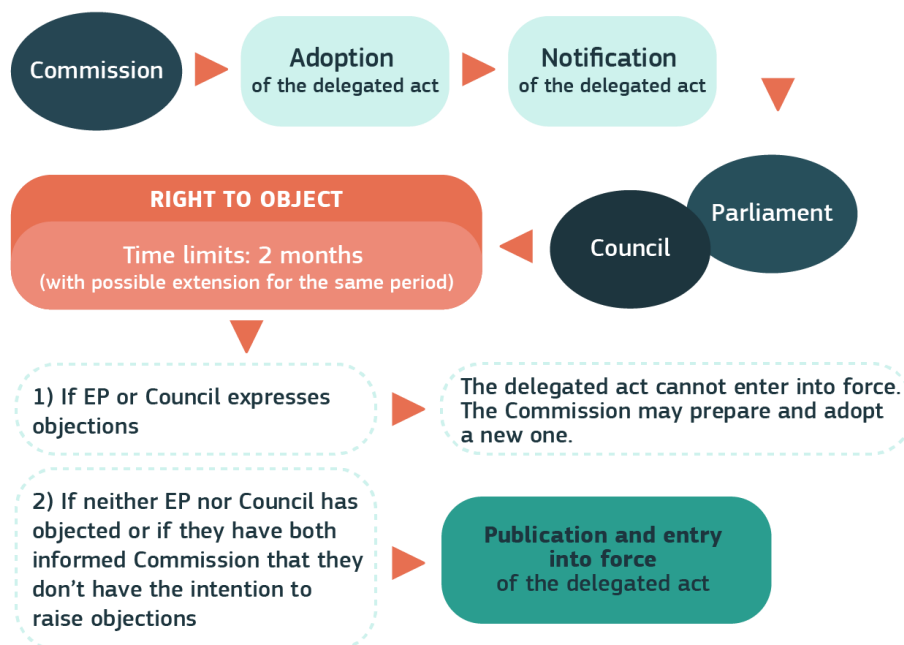 Commission
Adoption
of the delegated act
Notification
of the delegated act
Parliament
Council
RIGHT TO OBJECT
Time limits: 2 months
(with possible extension for the same period)
1) If EP or Council expresses
objections
The delegated act cannot enter into force.
The Commission may prepare and adopt
a new one.
2) If neither EP nor Council has
objected or if they have both
informed Commission that they
don’t have the intention to
raise objections
Publication and entry
into force
of the delegated act